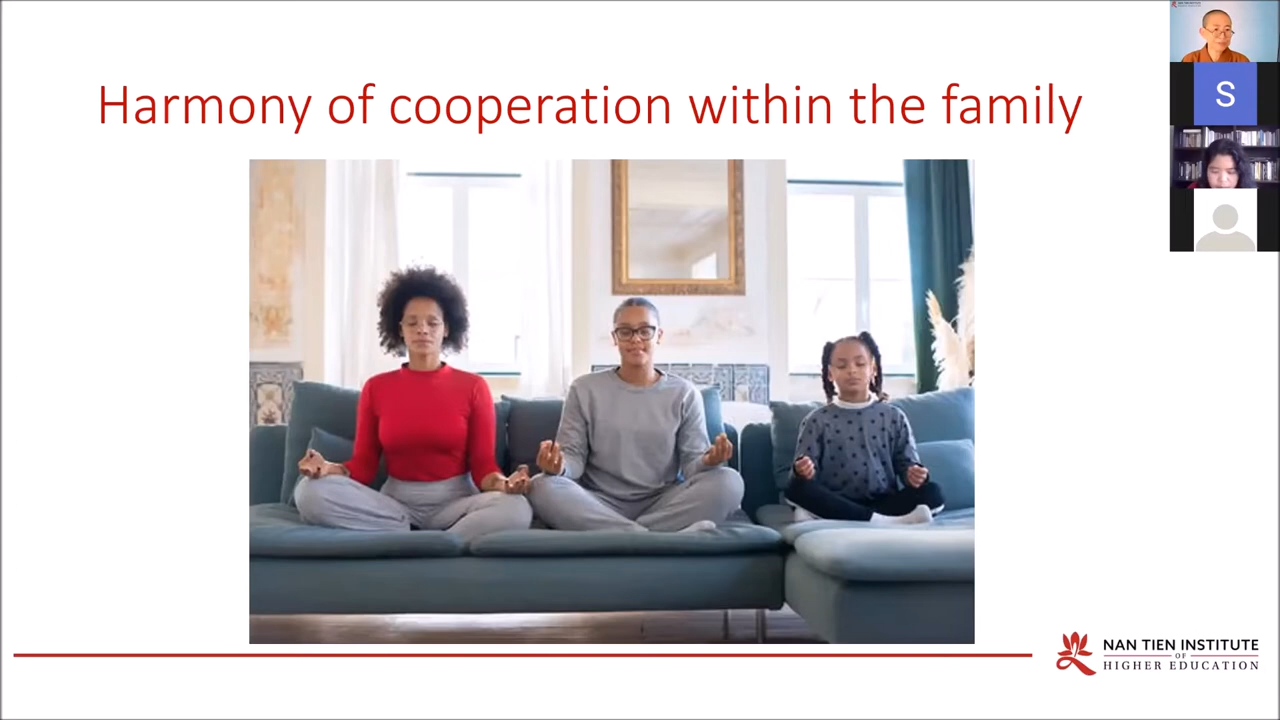 Harmony of cooperation within the family
S
NAN TIEN INSTITUTE
OF
HIGHER EDUCATION